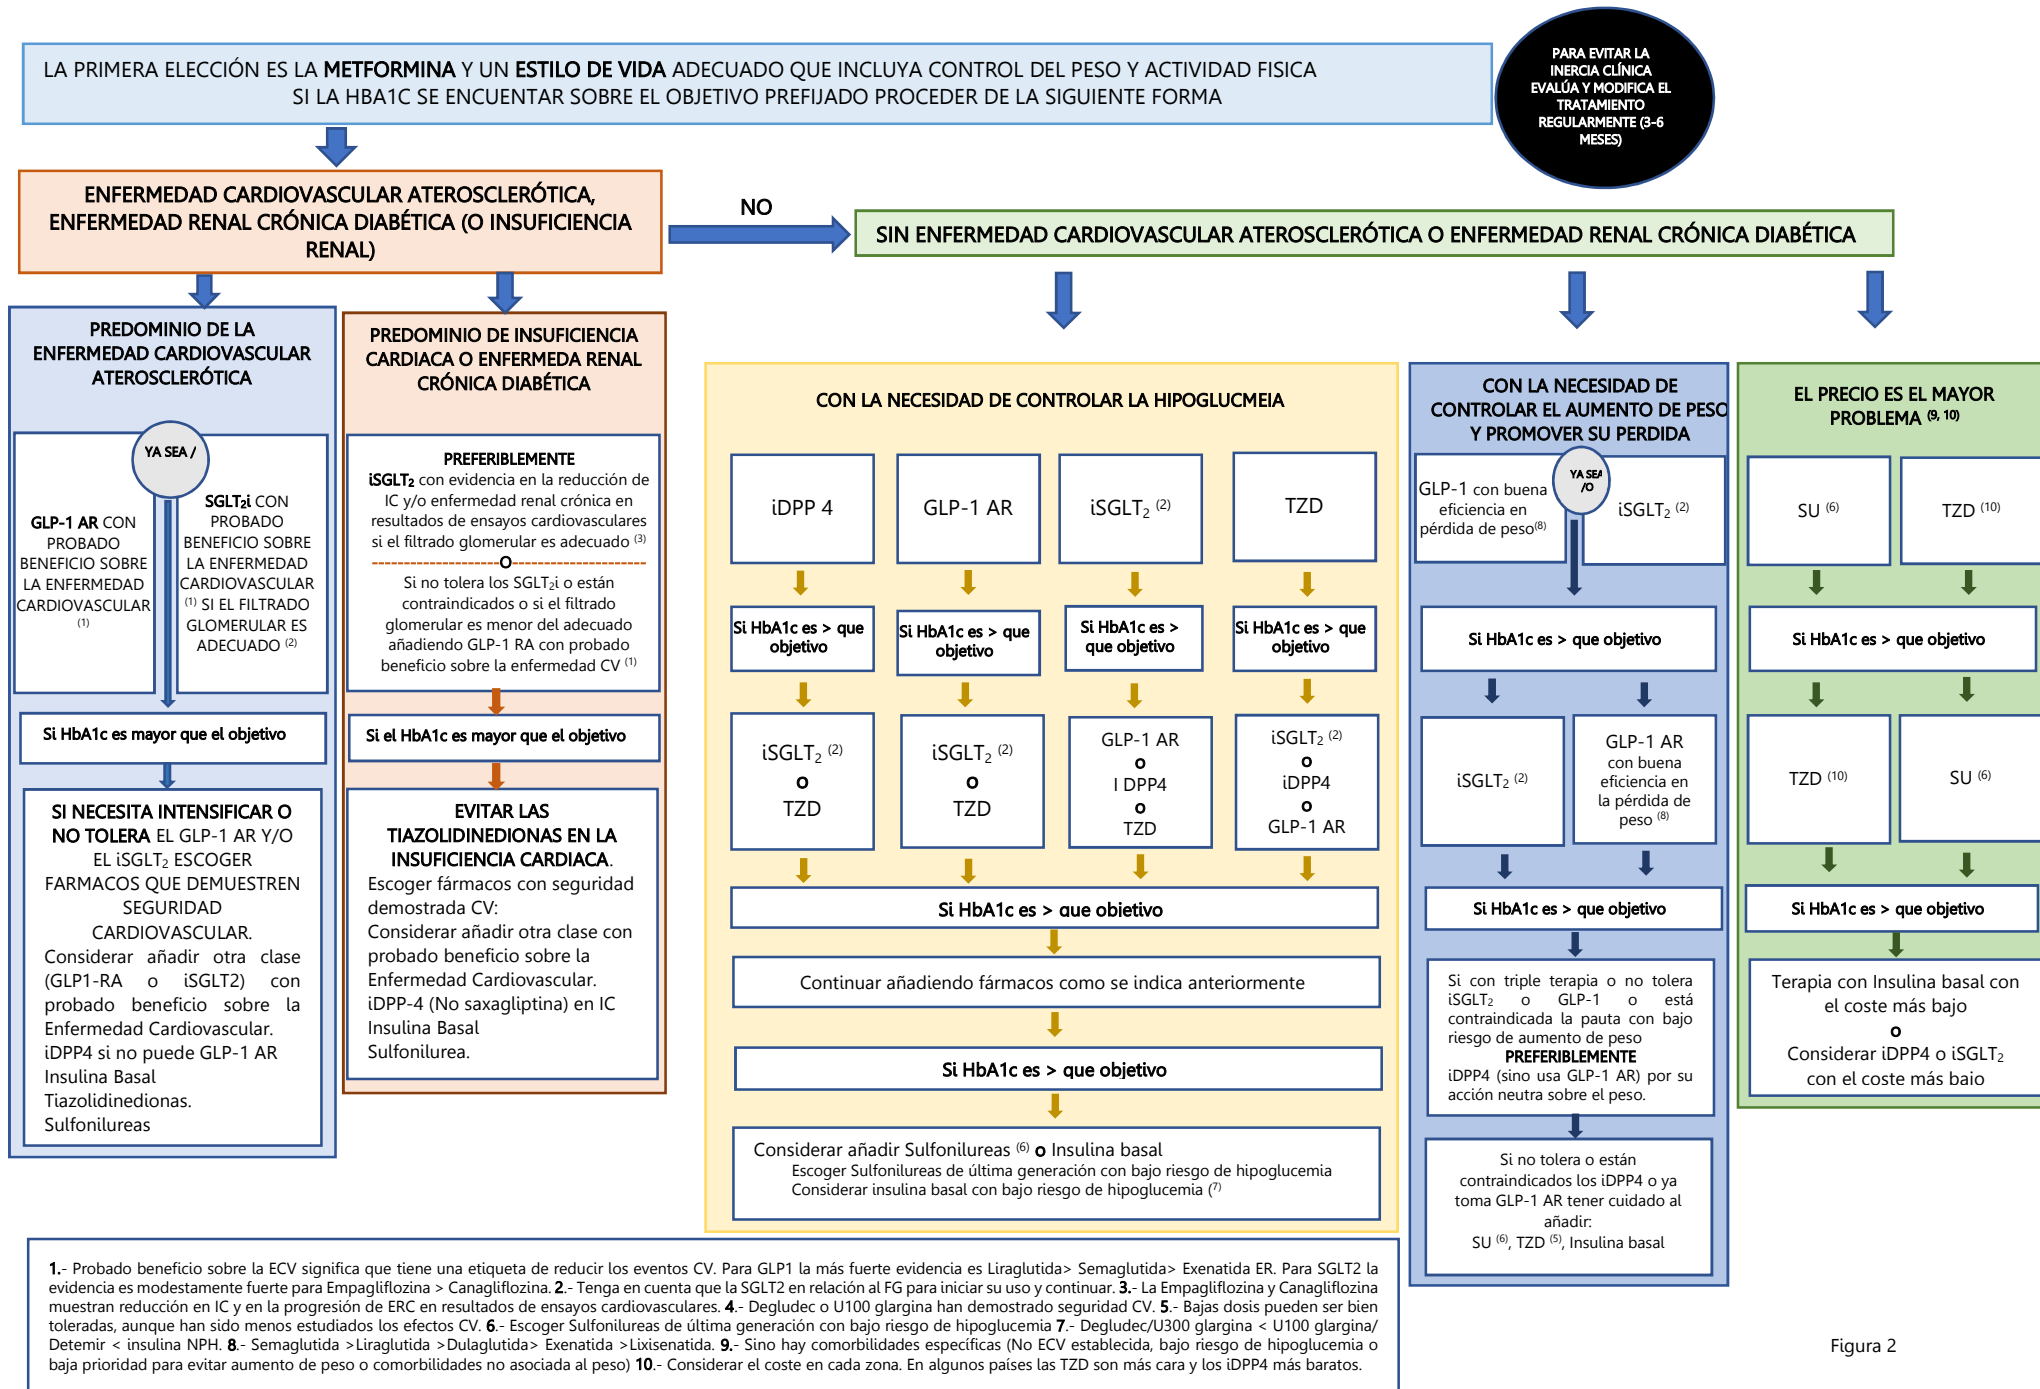 LA PRIMERA ELECCIÓN ES LA METFORMINA Y UN ESTILO DE VIDA ADECUADO QUE INCLUYA CONTROL DEL PESO Y ACTIVIDAD FISICA
SI LA HBA1C SE ENCUENTAR SOBRE EL OBJETIVO PREFIJADO PROCEDER DE LA SIGUIENTE FORMA
PARA EVITAR LA
INERCIA CLÍNICA
EVALÚA Y MODIFICA EL
TRATAMIENTO
REGULARMENTE (3-6
MESES)
ENFERMEDAD CARDIOVASCULAR ATEROSCLERÓTICA,
ENFERMEDAD RENAL CRÓNICA DIABÉTICA (O INSUFICIENCIA
RENAL)
NO
SIN ENFERMEDAD CARDIOVASCULAR ATEROSCLERÓTICA O ENFERMEDAD RENAL CRÓNICA DIABÉTICA
PREDOMINIO DE LA
ENFERMEDAD CARDIOVASCULAR
ATEROSCLERÓTICA
YA SEA /
GLP-1 AR CON
PROBADO
BENEFICIO SOBRE
LA ENFERMEDAD
CARDIOVASCULAR
(1)
SGLT2i CON
PROBADO
BENEFICIO SOBRE
LA ENFERMEDAD
CARDIOVASCULAR
(1) SI EL FILTRADO
GLOMERULAR ES
ADECUADO (2)
Si HbA1c es mayor que el objetivo
SI NECESITA INTENSIFICAR O
NO TOLERA EL GLP-1 AR Y/O
EL iSGLT2 ESCOGER
FARMACOS QUE DEMUESTREN
SEGURIDAD
CARDIOVASCULAR.
Considerar añadir otra clase
(GLP1-RA o iSGLT2) con
probado beneficio sobre la
Enfermedad Cardiovascular.
iDPP4 si no puede GLP-1 AR
Insulina Basal
Tiazolidinedionas.
Sulfonilureas
PREDOMINIO DE INSUFICIENCIA
CARDIACA O ENFERMEDA RENAL
CRÓNICA DIABÉTICA
PREFERIBLEMENTE
iSGLT2 con evidencia en la reducción de
IC y/o enfermedad renal crónica en
resultados de ensayos cardiovasculares
si el filtrado glomerular es adecuado (3)
O
Si no tolera los SGLT2i o están
contraindicados o si el filtrado
glomerular es menor del adecuado
añadiendo GLP-1 RA con probado
beneficio sobre la enfermedad CV (1)
Si el HbA1c es mayor que el objetivo
EVITAR LAS
TIAZOLIDINEDIONAS EN LA
INSUFICIENCIA CARDIACA.
Escoger fármacos con seguridad
demostrada CV:
Considerar añadir otra clase con
probado beneficio sobre la
Enfermedad Cardiovascular.
iDPP-4 (No saxagliptina) en IC
Insulina Basal
Sulfonilurea.
CON LA NECESIDAD DE CONTROLAR LA HIPOGLUCMEIA
iDPP 4
GLP-1 AR
iSGLT2 (2)
TZD
Si HbA1c es > que
objetivo
Si HbA1c es > que
objetivo
Si HbA1c es >
que objetivo
Si HbA1c es > que
objetivo
iSGLT2 (2)
o
TZD
iSGLT2 (2)
o
TZD
GLP-1 AR
o
I DPP4
o
TZD
iSGLT2 (2)
o
iDPP4
o
GLP-1 AR
Si HbA1c es > que objetivo
Continuar añadiendo fármacos como se indica anteriormente
Si HbA1c es > que objetivo
Considerar añadir Sulfonilureas (6) o Insulina basal
Escoger Sulfonilureas de última generación con bajo riesgo de hipoglucemia
Considerar insulina basal con bajo riesgo de hipoglucemia (7)
CON LA NECESIDAD DE
CONTROLAR EL AUMENTO DE PESO
Y PROMOVER SU PERDIDA
YA SEA
/O
GLP-1 con buena
eficiencia en
pérdida de peso(8)
iSGLT2 (2)
Si HbA1c es > que objetivo
iSGLT2 (2)
GLP-1 AR
con buena
eficiencia en
la pérdida de
peso (8)
Si HbA1c es > que objetivo
Si con triple terapia o no tolera
iSGLT2 o GLP-1 o está
contraindicada la pauta con bajo
riesgo de aumento de peso
PREFERIBLEMENTE
iDPP4 (sino usa GLP-1 AR) por su
acción neutra sobre el peso.
Si no tolera o están
contraindicados los iDPP4 o ya
toma GLP-1 AR tener cuidado al
añadir:
SU (6), TZD (5), Insulina basal
EL PRECIO ES EL MAYOR
PROBLEMA (9, 10)
SU (6)
TZD (10)
Si HbA1c es > que objetivo
TZD (10)
SU (6)
Si HbA1c es > que objetivo
Terapia con Insulina basal con
el coste más bajo
o
Considerar iDPP4 o iSGLT2
con el coste más bajo
1.- Probado beneficio sobre la ECV significa que tiene una etiqueta de reducir los eventos CV. Para GLP1 la más fuerte evidencia es Liraglutida> Semaglutida> Exenatida ER. Para SGLT2 la
evidencia es modestamente fuerte para Empagliflozina > Canagliflozina. 2.- Tenga en cuenta que la SGLT2 en relación al FG para iniciar su uso y continuar. 3.- La Empagliflozina y Canagliflozina
muestran reducción en IC y en la progresión de ERC en resultados de ensayos cardiovasculares. 4.- Degludec o U100 glargina han demostrado seguridad CV. 5.- Bajas dosis pueden ser bien
toleradas, aunque han sido menos estudiados los efectos CV. 6.- Escoger Sulfonilureas de última generación con bajo riesgo de hipoglucemia 7.- Degludec/U300 glargina < U100 glargina/
Detemir < insulina NPH. 8.- Semaglutida >Liraglutida >Dulaglutida> Exenatida >Lixisenatida. 9.- Sino hay comorbilidades específicas (No ECV establecida, bajo riesgo de hipoglucemia o
baja prioridad para evitar aumento de peso o comorbilidades no asociada al peso) 10.- Considerar el coste en cada zona. En algunos países las TZD son más cara y los iDPP4 más baratos.
Figura 2